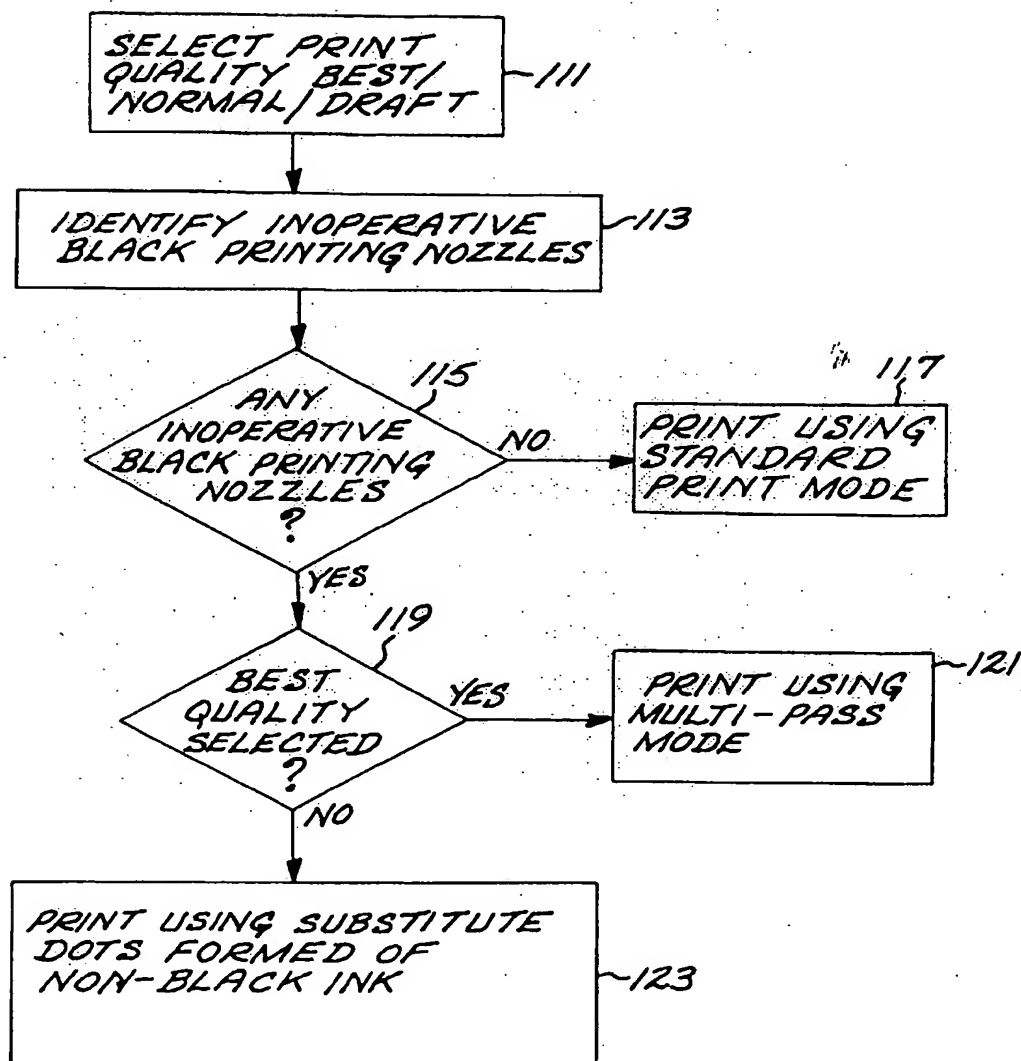 SELECT PRINT
QUALITY BEST/
NORMAL/DRAFT
111
IDENTIFY INOPERATIVE
BLACK PRINTING NOZZLES
113
115
ANY
INOPERATIVE
BLACK PRINTING
NOZZLES
?
NO
117
PRINT USING
STANDARD
PRINT MODE
YES
119
BEST
QUALITY
SELECTED
?
YES
121
PRINT USING
MULTI-PASS
MODE
NO
PRINT USING SUBSTITUTE
DOTS FORMED OF
NON-BLACK INK
123